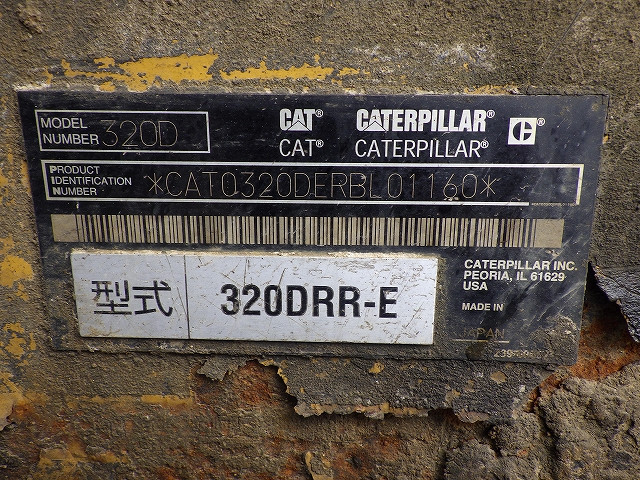 MODEL NUMBER 320D
CAT® CATERPILLAR® C®
CAT® CATERPILLAR®
PRODUCT IDENTIFICATION NUMBER *CAT0320DERBL01160*
CATERPILLAR INC.
PEORIA, IL 61629
USA
MADE IN
JAPAN
型式 320DRR-E